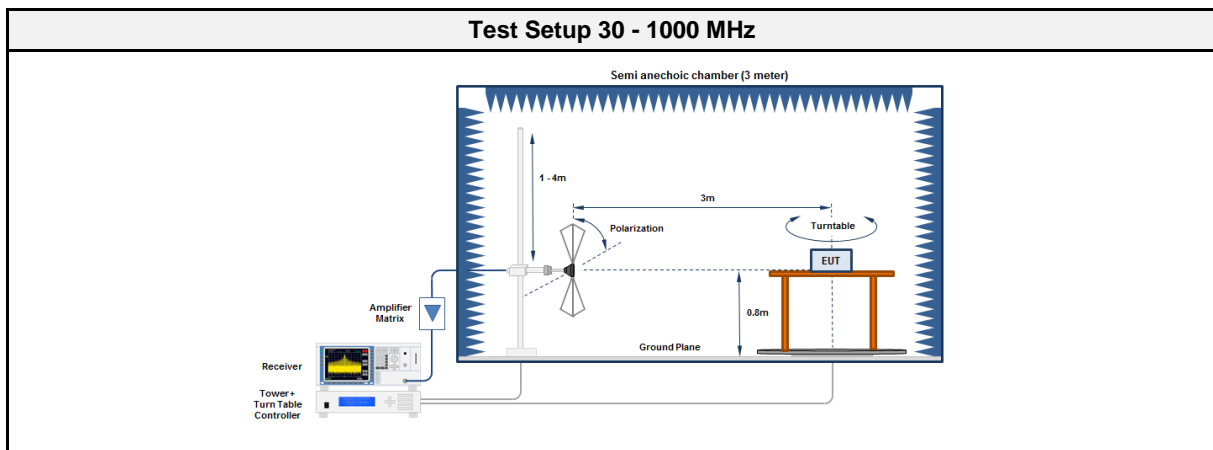 Test Setup 30 - 1000 MHz
Semi anechoic chamber (3 meter)
1 - 4m
3m
Polarization
Turntable
EUT
Amplifier
Matrix
0.8m
Ground Plane
Receiver
Tower+
Turn Table
Controller